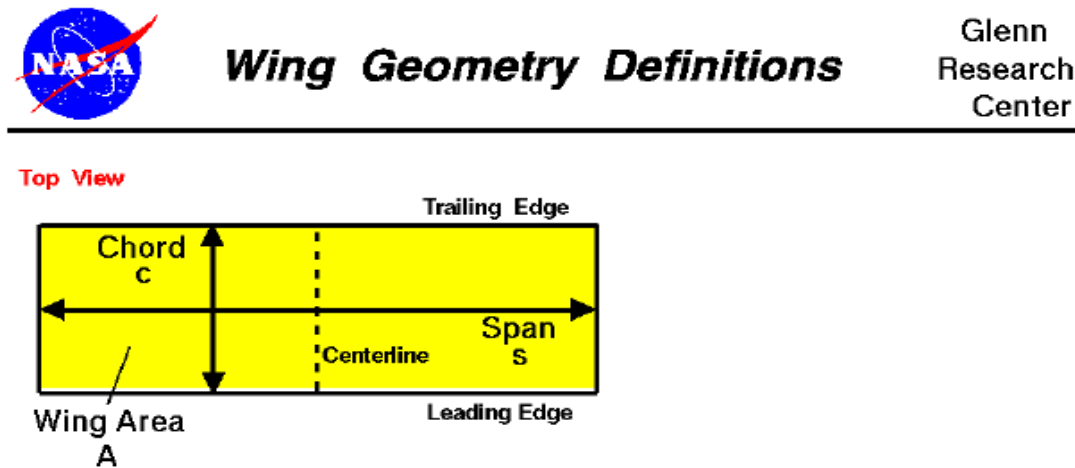 NASA
Wing Geometry Definitions
Glenn
Research
Center
Top View
Trailing Edge
Chord
c
Span
s
Centerline
Wing Area
A
Leading Edge